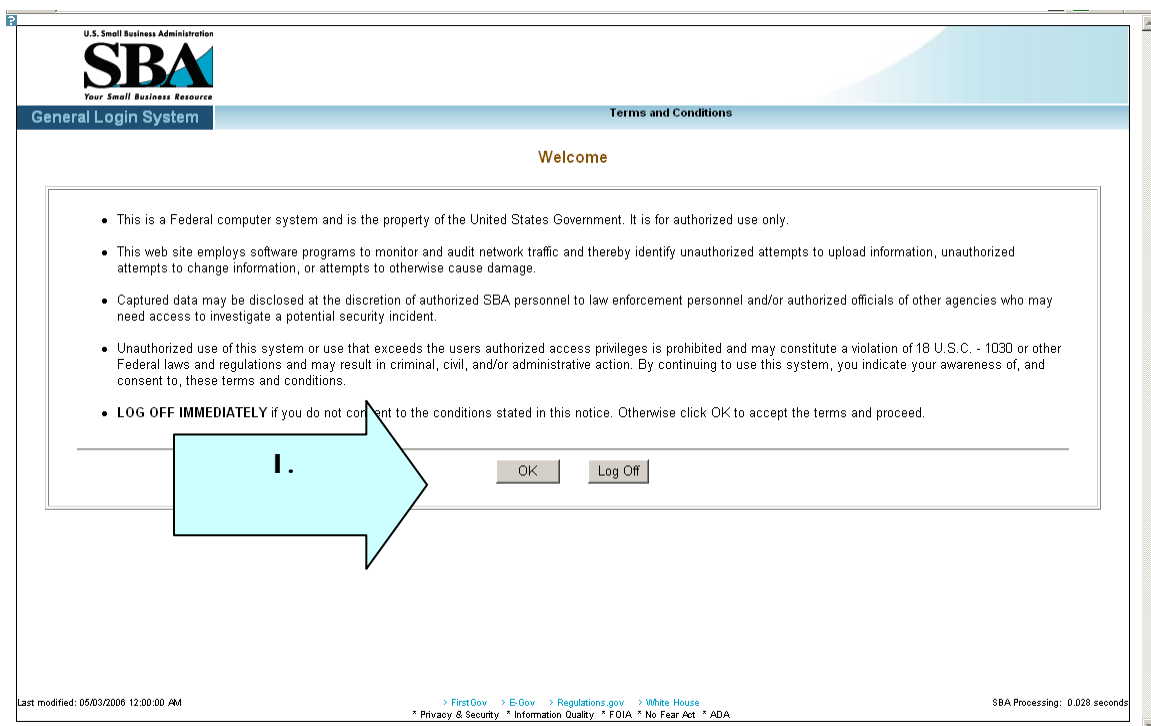 ?
U.S. Small Business Administration
SBA
Your Small Business Resource
General Login System
Terms and Conditions
Welcome
• This is a Federal computer system and is the property of the United States Government. It is for authorized use only.
• This web site employs software programs to monitor and audit network traffic and thereby identify unauthorized attempts to upload information, unauthorized
attempts to change information, or attempts to otherwise cause damage.
• Captured data may be disclosed at the discretion of authorized SBA personnel to law enforcement personnel and/or authorized officials of other agencies who may
need access to investigate a potential security incident.
• Unauthorized use of this system or use that exceeds the users authorized access privileges is prohibited and may constitute a violation of 18 U.S.C. - 1030 or other
Federal laws and regulations and may result in criminal, civil, and/or administrative action. By continuing to use this system, you indicate your awareness of, and
consent to, these terms and conditions.
• LOG OFF IMMEDIATELY if you do not consent to the conditions stated in this notice. Otherwise click OK to accept the terms and proceed.
I.
OK
Log Off
Last modified: 05/03/2006 12:00:00 AM
> FirstGov > E-Gov > Regulations.gov > White House
SBA Processing: 0.028 seconds
* Privacy & Security * Information Quality * FOIA * No Fear Act * ADA